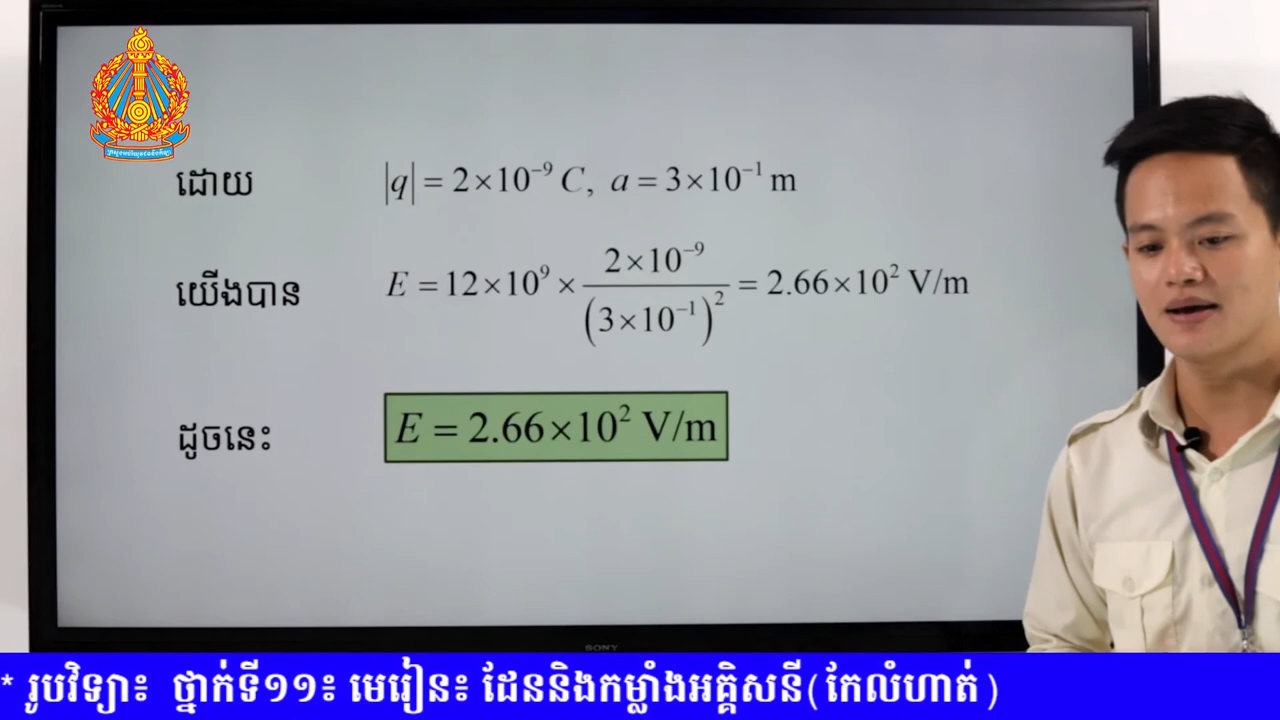 ដោយ |q| = 2×10⁻⁹ C, a = 3×10⁻¹ m
យើងបាន E = 12×10⁹ × 2×10⁻⁹ / (3×10⁻¹)² = 2.66×10² V/m
ដូចនេះ E = 2.66×10² V/m
SONY
* រូបវិទ្យា៖ ថ្នាក់ទី១១៖ មេរៀន៖ ដែននិងកម្លាំងអគ្គិសនី(កែលំហាត់)